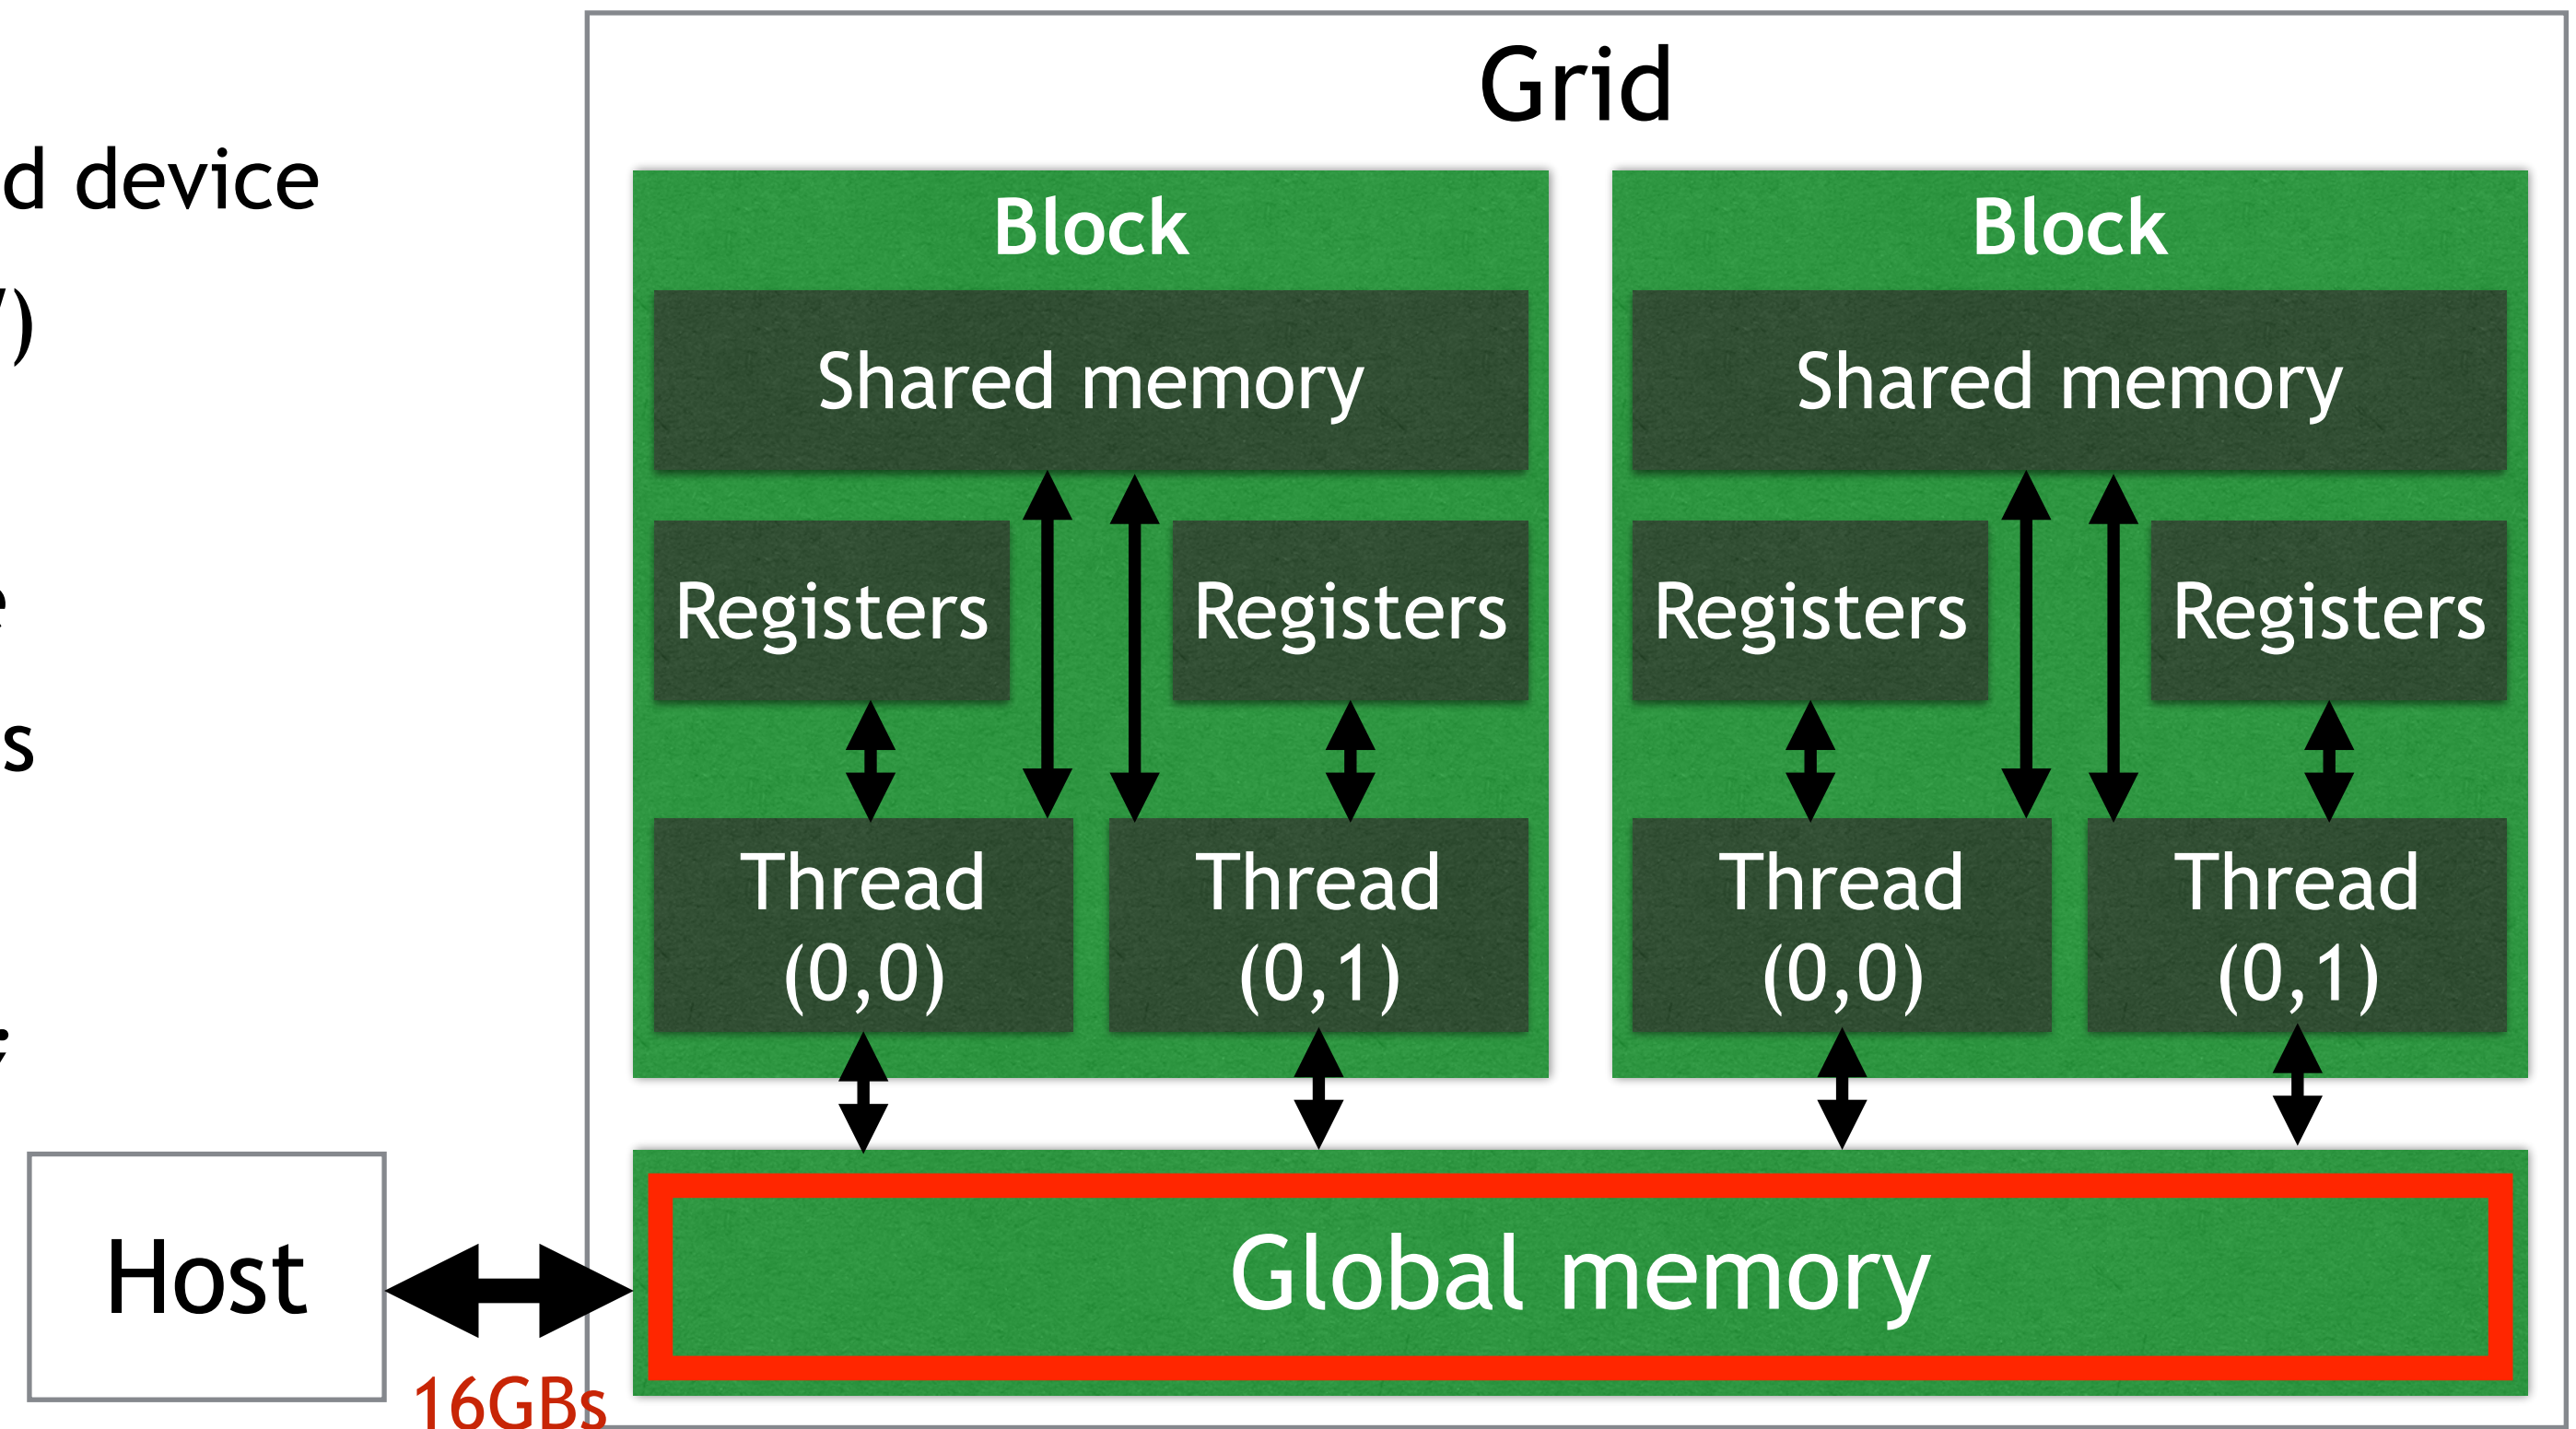 d device
)
s
Grid
Block
Shared memory
Registers
Registers
Thread
(0,0)
Thread
(0,1)
Block
Shared memory
Registers
Registers
Thread
(0,0)
Thread
(0,1)
Host
16GBs
Global memory